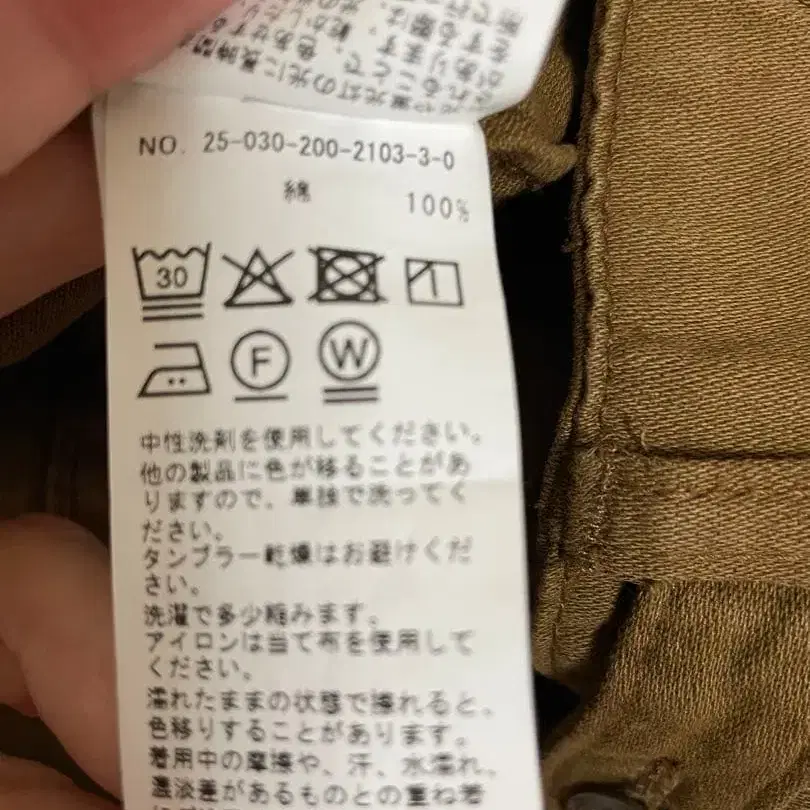 NO. 25-030-200-2103-3-0
綿 100%
30
F W
中性洗剤を使用してください。
他の製品に色が移ることがあ
りますので、単独で洗ってく
ださい。
タンブラー乾燥はお避けくだ
さい。
洗濯で多少縮みます。
アイロンは当て布を使用して
ください。
濡れたままの状態で擦れると、
色移りすることがあります。
着用中の摩擦や、汗、水濡れ、
濃淡差があるものとの重ね着